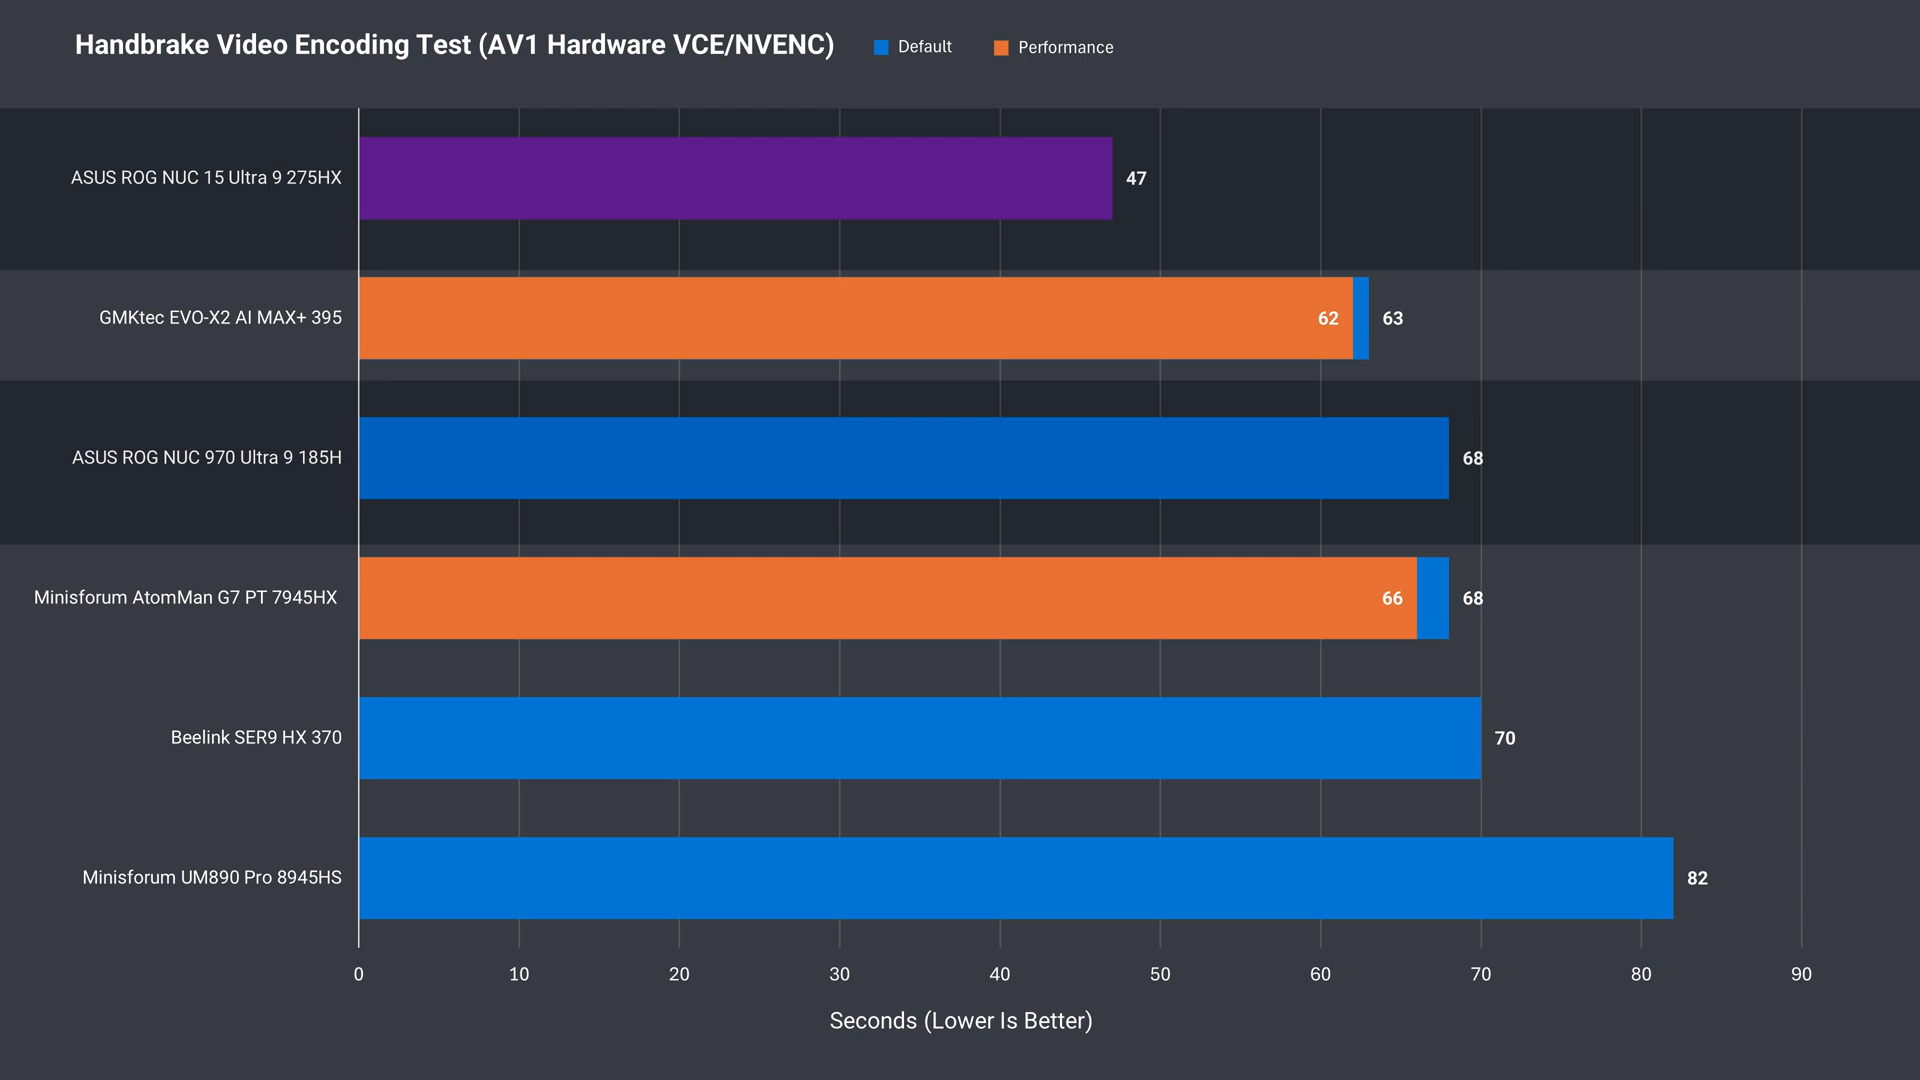 Handbrake Video Encoding Test (AV1 Hardware VCE/NVENC)
Default
Performance
ASUS ROG NUC 15 Ultra 9 275HX
47
GMKtec EVO-X2 AI MAX+ 395
62
63
ASUS ROG NUC 970 Ultra 9 185H
68
Minisforum AtomMan G7 PT 7945HX
66
68
Beelink SER9 HX 370
70
Minisforum UM890 Pro 8945HS
82
0 10 20 30 40 50 60 70 80 90
Seconds (Lower Is Better)